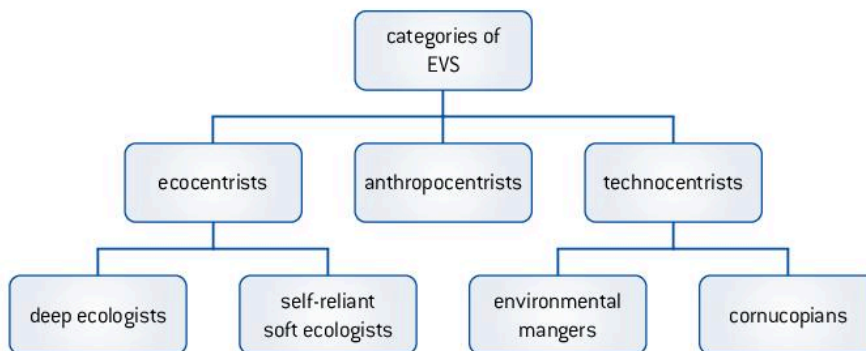 categories of
EVS
ecocentrists
anthropocentrists
technocentrists
deep ecologists
self-reliant
soft ecologists
environmental
mangers
cornucopians